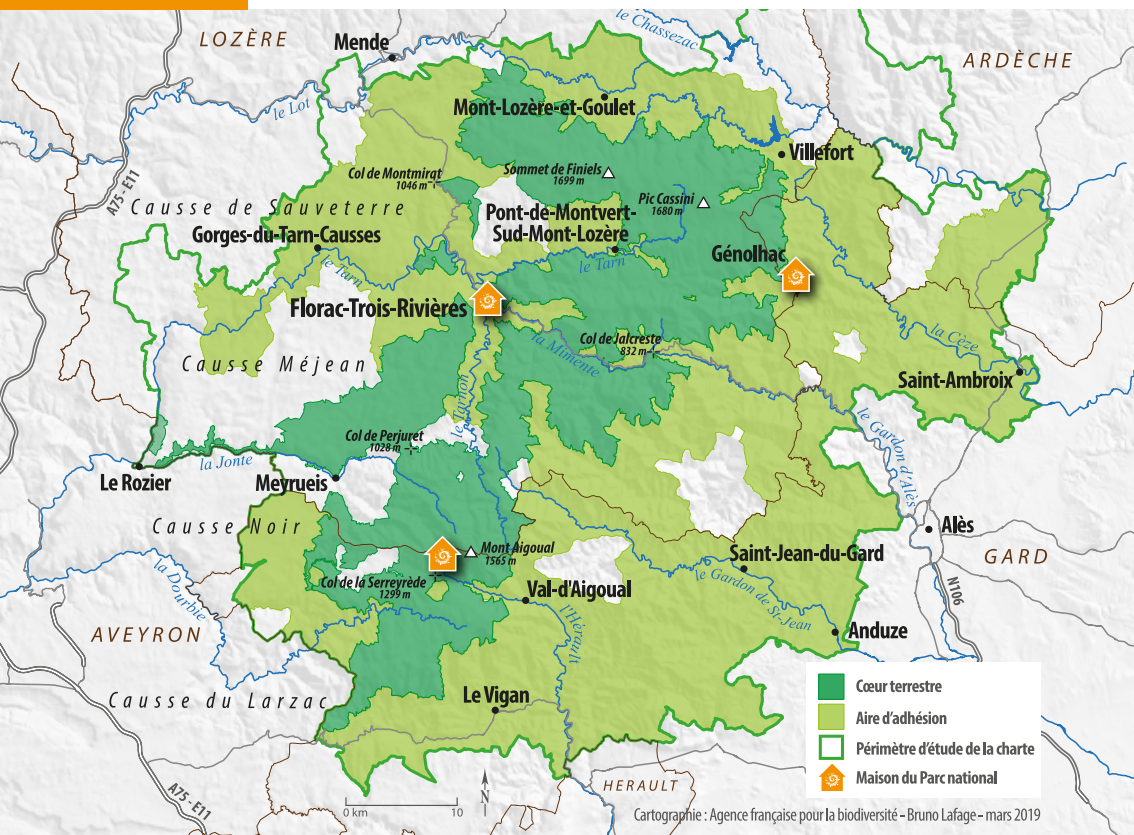 LOZÈRE
Mende
le Chassezac
ARDÈCHE
le Lot
Mont-Lozère-et-Goulet
Villefort
Col de Montmirat
1046 m
Sommet de Finiels
1699 m
Pic Cassini
1680 m
A75 - E11
Causse de Sauveterre
Pont-de-Montvert-
Sud-Mont-Lozère
Gorges-du-Tarn-Causses
Génolhac
le Tarn
le Tarn
Florac-Trois-Rivières
Col de Jalcreste
832 m
la Mimente
la Cèze
Causse Méjean
Saint-Ambroix
le Tarnon
Col de Perjuret
1028 m
le Gardon d'Alès
la Jonte
Le Rozier
Meyrueis
Causse Noir
Alès
Mont Aigoual
1565 m
Saint-Jean-du-Gard
GARD
Col de la Serreyrède
1299 m
le Gardon de St-Jean
la Dourbie
Val-d'Aigoual
l'Hérault
N106
AVEYRON
Anduze
Causse du Larzac
Le Vigan
Cœur terrestre
Aire d'adhésion
Périmètre d'étude de la charte
Maison du Parc national
A75 - E11
HERAULT
0 km 10
N
Cartographie : Agence française pour la biodiversité – Bruno Lafage – mars 2019